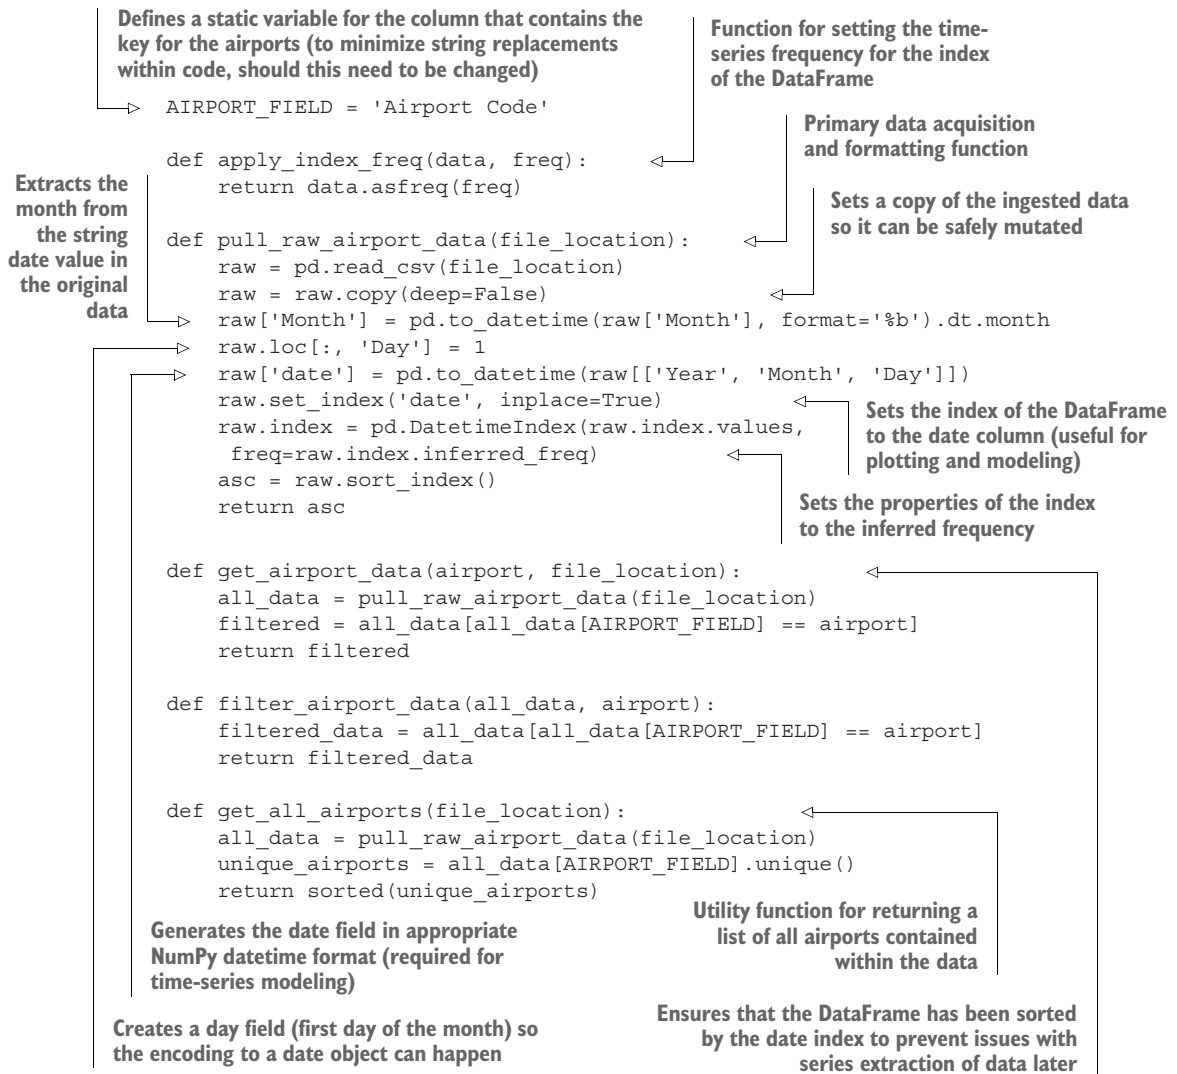 Defines a static variable for the column that contains the
key for the airports (to minimize string replacements
within code, should this need to be changed)
Function for setting the time-
series frequency for the index
of the DataFrame
AIRPORT_FIELD = 'Airport Code'
Primary data acquisition
and formatting function
def apply_index_freq(data, freq):
    return data.asfreq(freq)
Extracts the
month from
the string
date value in
the original
data
Sets a copy of the ingested data
so it can be safely mutated
def pull_raw_airport_data(file_location):
    raw = pd.read_csv(file_location)
    raw = raw.copy(deep=False)
    raw['Month'] = pd.to_datetime(raw['Month'], format='%b').dt.month
    raw.loc[:, 'Day'] = 1
    raw['date'] = pd.to_datetime(raw[['Year', 'Month', 'Day']])
    raw.set_index('date', inplace=True)
    raw.index = pd.DatetimeIndex(raw.index.values,
     freq=raw.index.inferred_freq)
    asc = raw.sort_index()
    return asc
Sets the index of the DataFrame
to the date column (useful for
plotting and modeling)
Sets the properties of the index
to the inferred frequency
def get_airport_data(airport, file_location):
    all_data = pull_raw_airport_data(file_location)
    filtered = all_data[all_data[AIRPORT_FIELD] == airport]
    return filtered
def filter_airport_data(all_data, airport):
    filtered_data = all_data[all_data[AIRPORT_FIELD] == airport]
    return filtered_data
def get_all_airports(file_location):
    all_data = pull_raw_airport_data(file_location)
    unique_airports = all_data[AIRPORT_FIELD].unique()
    return sorted(unique_airports)
Utility function for returning a
list of all airports contained
within the data
Generates the date field in appropriate
NumPy datetime format (required for
time-series modeling)
Creates a day field (first day of the month) so
the encoding to a date object can happen
Ensures that the DataFrame has been sorted
by the date index to prevent issues with
series extraction of data later